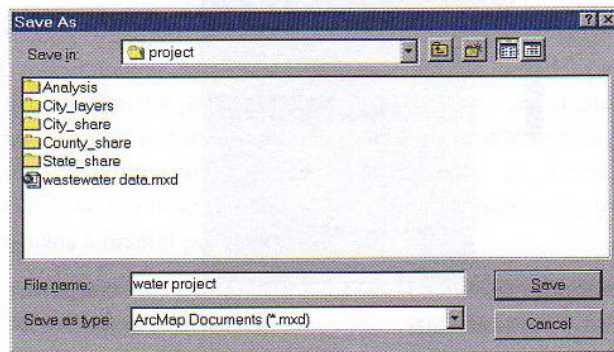 Save As
Save in: project
Analysis
City_layers
City_share
County_share
State_share
wastewater data.mxd
File name: water project Save
Save as type: ArcMap Documents (*.mxd) Cancel